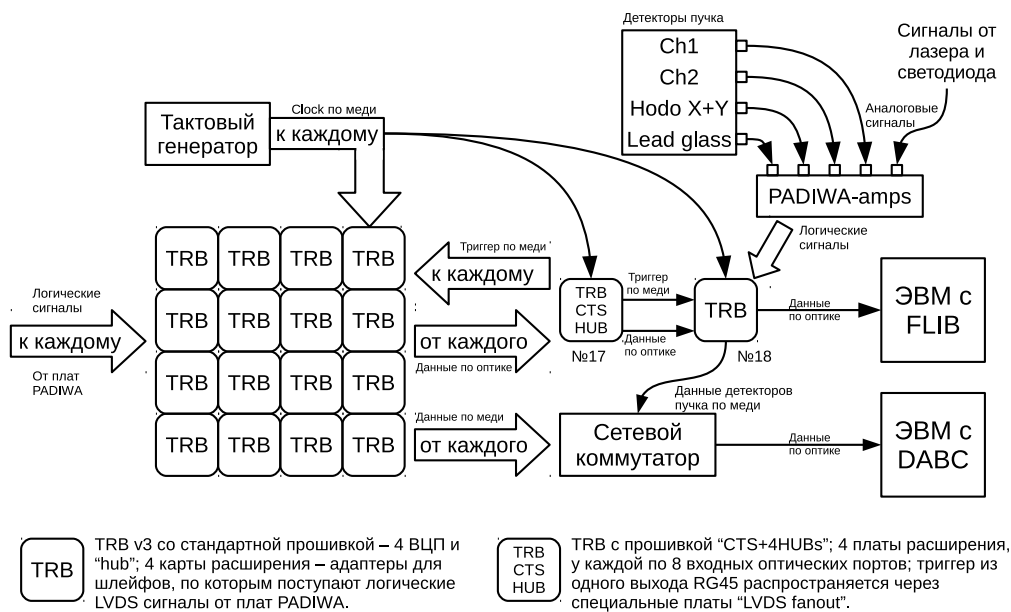 Детекторы пучка
Ch1
Ch2
Hodo X+Y
Lead glass
Сигналы от
лазера и
светодиода
Аналоговые
сигналы
PADIWA-amps
Логические
сигналы
Тактовый
генератор
Clock по меди
к каждому
TRB TRB TRB TRB
TRB TRB TRB TRB
TRB TRB TRB TRB
TRB TRB TRB TRB
Логические
сигналы
к каждому
От плат
PADIWA
Триггер по меди
к каждому
от каждого
Данные по оптике
Данные по меди
от каждого
TRB
CTS
HUB
№17
Триггер
по меди
Данные
по оптике
TRB
№18
Данные
по оптике
ЭВМ с
FLIB
Данные детекторов
пучка по меди
Сетевой
коммутатор
Данные
по оптике
ЭВМ с
DABC
TRB
TRB v3 со стандартной прошивкой – 4 ВЦП и
“hub”; 4 карты расширения – адаптеры для
шлейфов, по которым поступают логические
LVDS сигналы от плат PADIWA.
TRB
CTS
HUB
TRB с прошивкой “CTS+4HUBs”; 4 платы расширения,
у каждой по 8 входных оптических портов; триггер из
одного выхода RG45 распространяется через
специальные платы “LVDS fanout”.